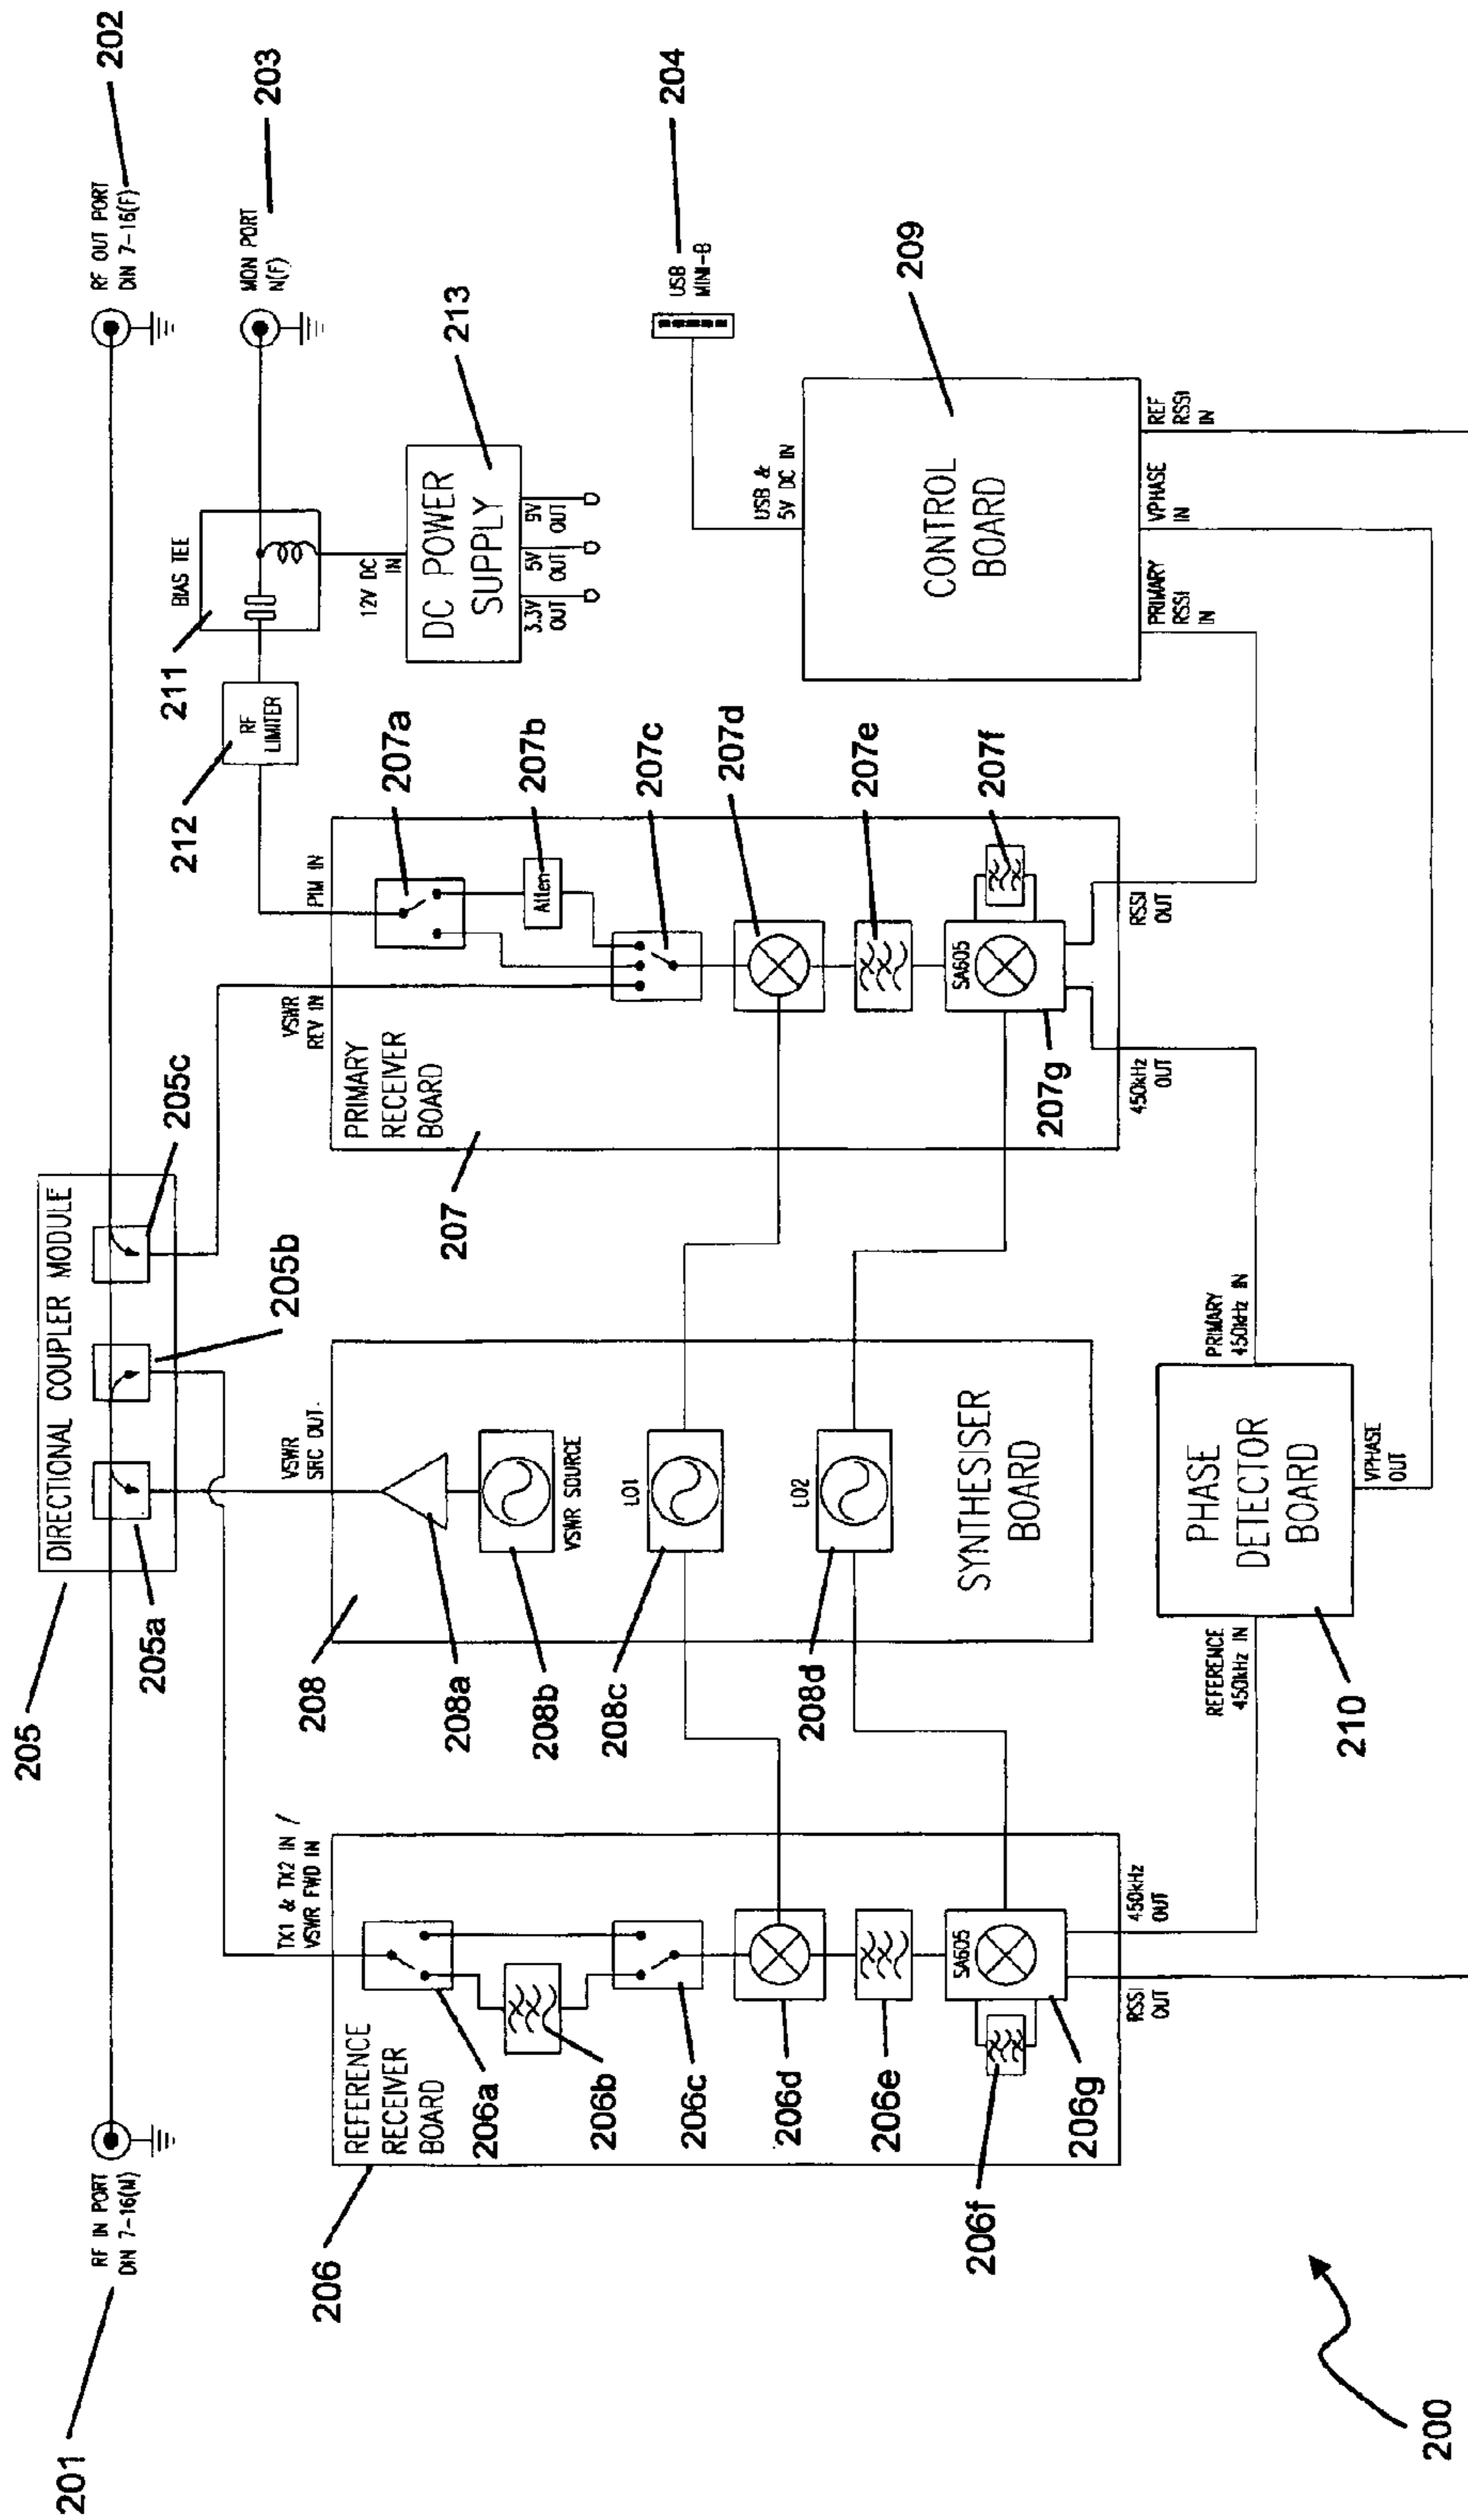 201
RF IN PORT
DIN 7-16(M)
205
DIRECTIONAL COUPLER MODULE
205a
205b
205c
RF OUT PORT
DIN 7-16(F)
202
MON PORT
N(F)
203
BIAS TEE
211
RF
LIMITER
212
12V DC
IN
DC POWER
SUPPLY
213
3.3V
OUT
5V
OUT
9V
OUT
USB
MINI-B
204
206
TX1 & TX2 IN /
VSWR FWD IN
REFERENCE
RECEIVER
BOARD
206a
206b
206c
206d
206e
206f
206g
SA605
RSSI
OUT
450kHz
OUT
208
VSWR
SRC OUT
208a
208b
VSWR SOURCE
LO1
208c
LO2
208d
SYNTHESISER
BOARD
207
VSWR
REV IN
PIM IN
PRIMARY
RECEIVER
BOARD
207a
207b
Atten
207c
207d
207e
207f
207g
SA605
450kHz
OUT
RSSI
OUT
USB &
5V DC IN
209
CONTROL
BOARD
PRIMARY
RSSI
IN
VPHASE
IN
REF
RSSI
IN
REFERENCE
450kHz IN
PRIMARY
450kHz IN
PHASE
DETECTOR
BOARD
210
VPHASE
OUT
200